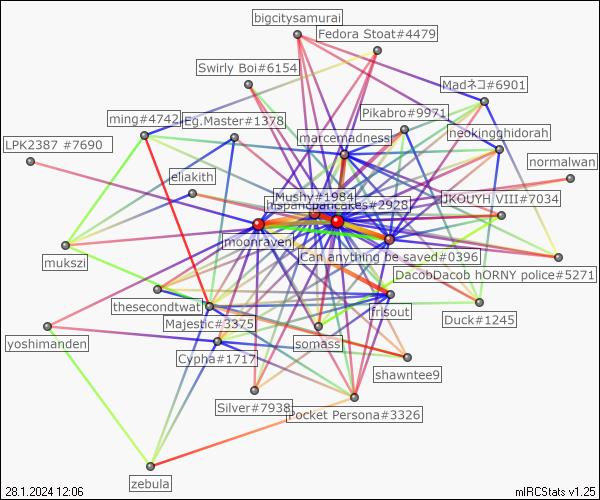 bigcitysamurai
Fedora Stoat#4479
Swirly Boi#6154
Madネコ#6901
ming#4742
Eg.Master#1378
Pikabro#9971
marcemadness
neokingghidorah
LPK2387 #7690
normalwan
eliakith
Mushy#1984
hispanicpancakes#2928
JKOUYH VIII#7034
moonraven
mukszi
Can anything be saved#0396
DacobDacob hORNY police#5271
thesecondtwat
frisout
Majestic#3375
Duck#1245
yoshimanden
somass
Cypha#1717
shawntee9
Silver#7938
Pocket Persona#3326
zebula
28.1.2024 12:06
mIRCStats v1.25